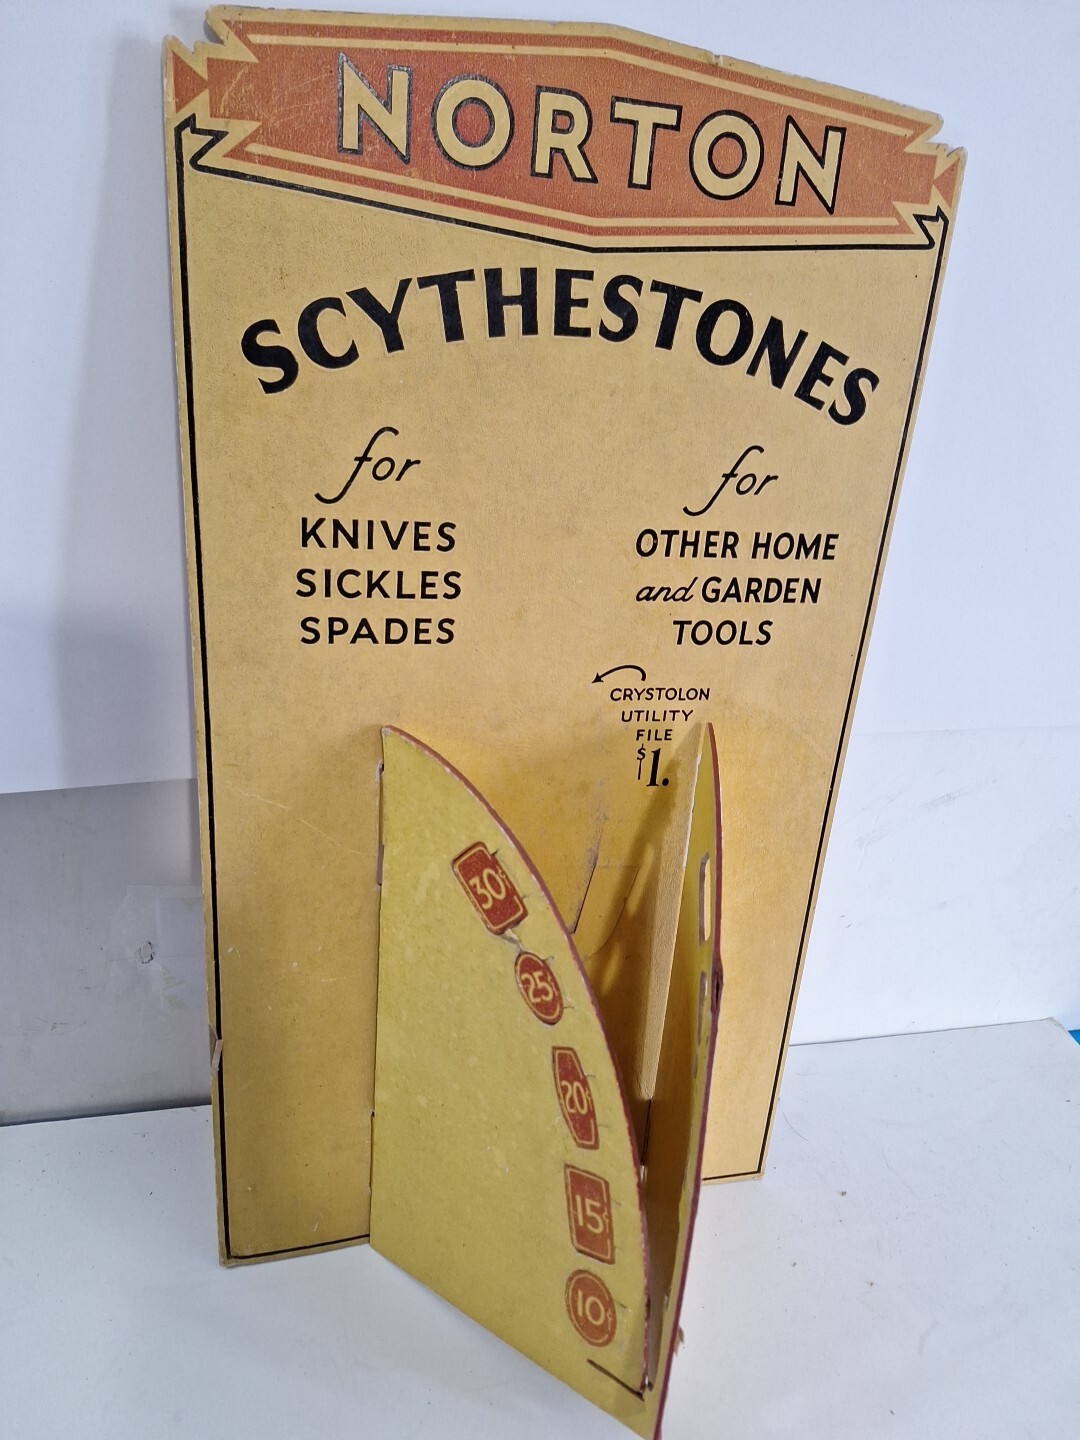 NORTON
SCYTHESTONES
for
KNIVES
SICKLES
SPADES
for
OTHER HOME
and GARDEN
TOOLS
CRYSTOLON
UTILITY
FILE
$1.
30¢
25¢
20¢
15¢
10¢